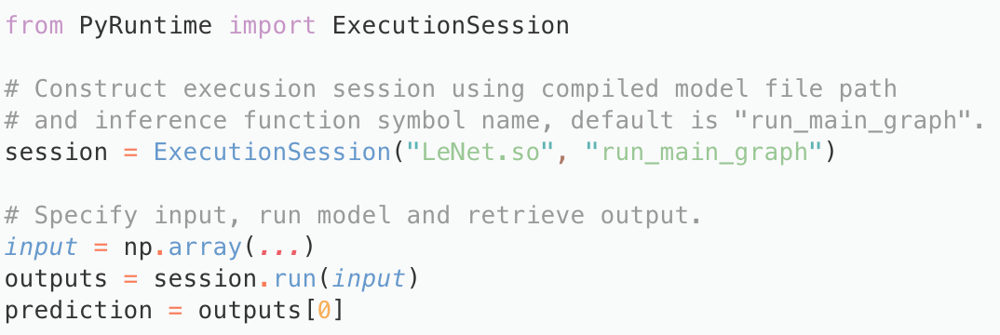 from PyRuntime import ExecutionSession
# Construct execusion session using compiled model file path
# and inference function symbol name, default is "run_main_graph".
session = ExecutionSession("LeNet.so", "run_main_graph")
# Specify input, run model and retrieve output.
input = np.array(...)
outputs = session.run(input)
prediction = outputs[0]